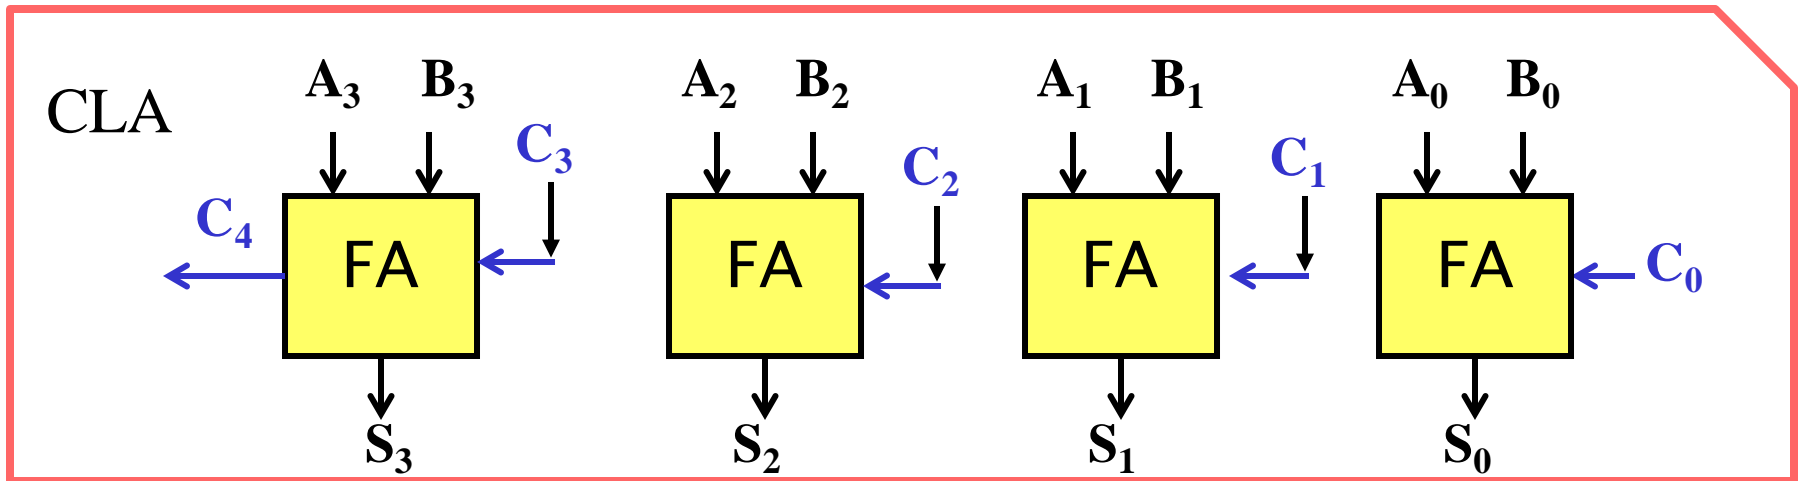 CLA
A₃ B₃ A₂ B₂ A₁ B₁ A₀ B₀
C₃ C₂ C₁
C₄ FA FA FA FA C₀
S₃ S₂ S₁ S₀